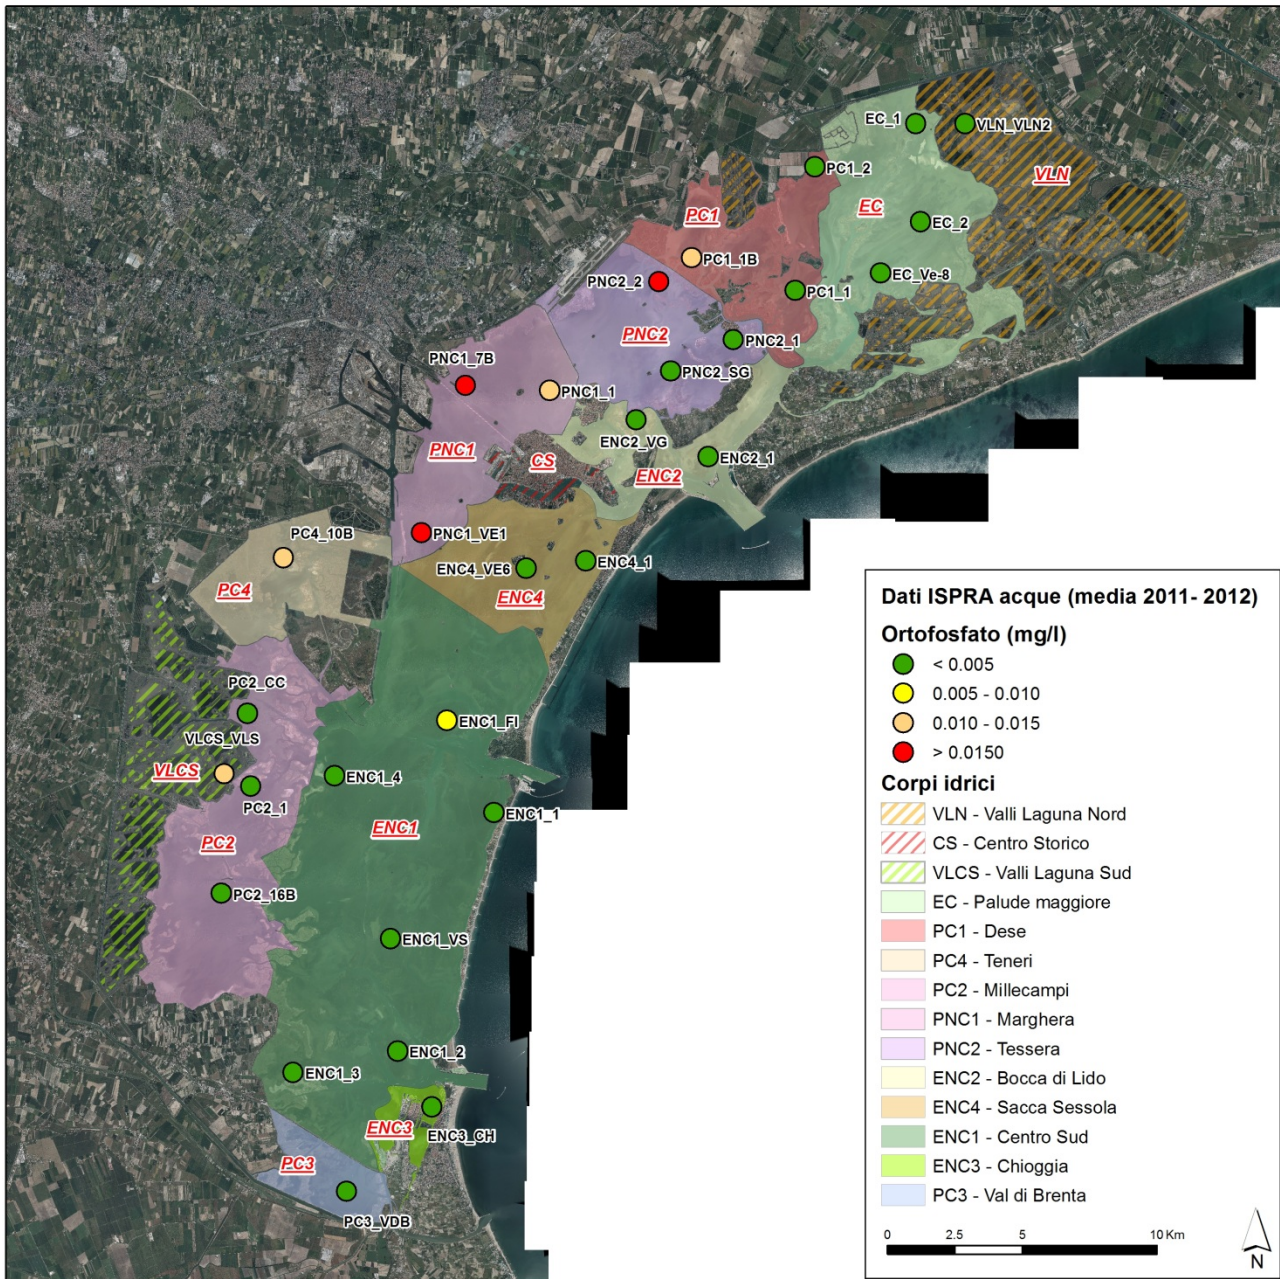 EC_1
VLN_VLN2
PC1_2
VLN
EC
PC1
EC_2
PC1_1B
PNC2_2
EC_Ve-8
PC1_1
PNC2
PNC2_1
PNC1_7B
PNC2_SG
PNC1_1
ENC2_VG
PNC1
CS
ENC2_1
ENC2
PC4_10B
PNC1_VE1
ENC4_1
ENC4_VE6
PC4
ENC4
PC2_CC
ENC1_FI
VLCS_VLS
VLCS
ENC1_4
PC2_1
ENC1_1
PC2
ENC1
PC2_16B
ENC1_VS
ENC1_2
ENC1_3
ENC3
ENC3_CH
PC3
PC3_VDB
Dati ISPRA acque (media 2011- 2012)
Ortofosfato (mg/l)
< 0.005
0.005 - 0.010
0.010 - 0.015
> 0.0150
Corpi idrici
VLN - Valli Laguna Nord
CS - Centro Storico
VLCS - Valli Laguna Sud
EC - Palude maggiore
PC1 - Dese
PC4 - Teneri
PC2 - Millecampi
PNC1 - Marghera
PNC2 - Tessera
ENC2 - Bocca di Lido
ENC4 - Sacca Sessola
ENC1 - Centro Sud
ENC3 - Chioggia
PC3 - Val di Brenta
0 2.5 5 10 Km
N